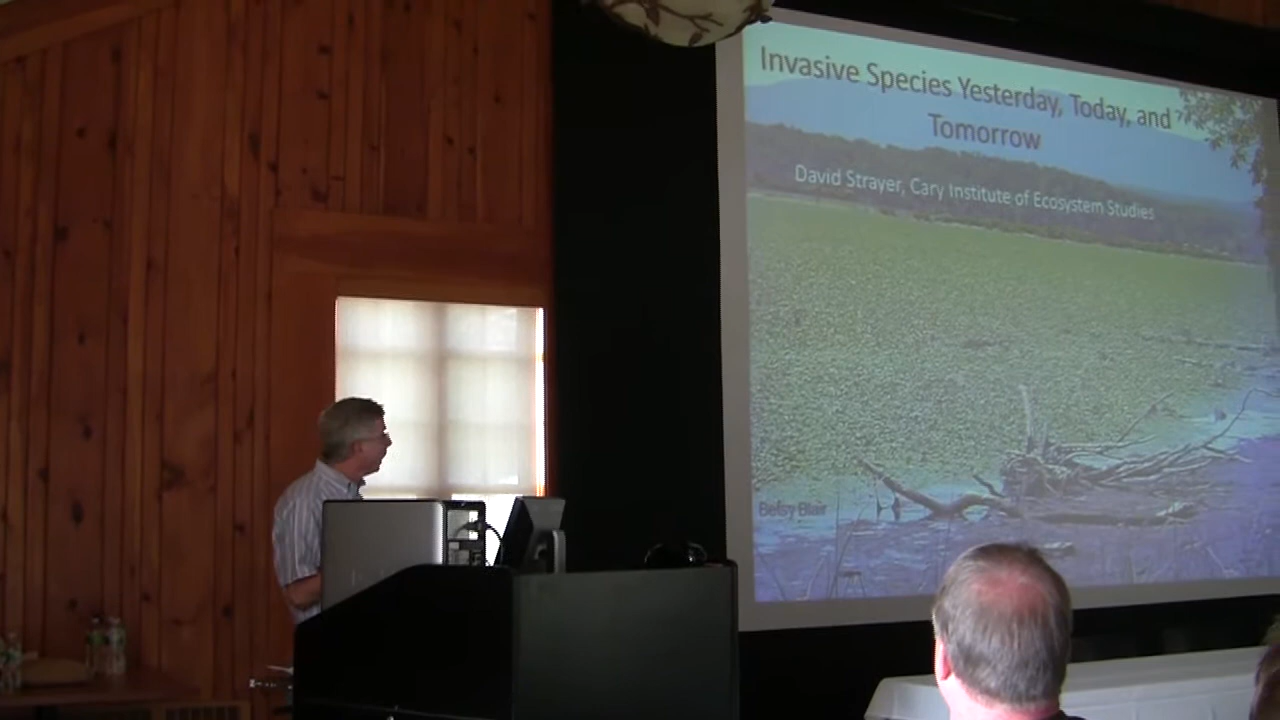 Invasive Species Yesterday, Today, and
Tomorrow
David Strayer, Cary Institute of Ecosystem Studies
Betsy Blair